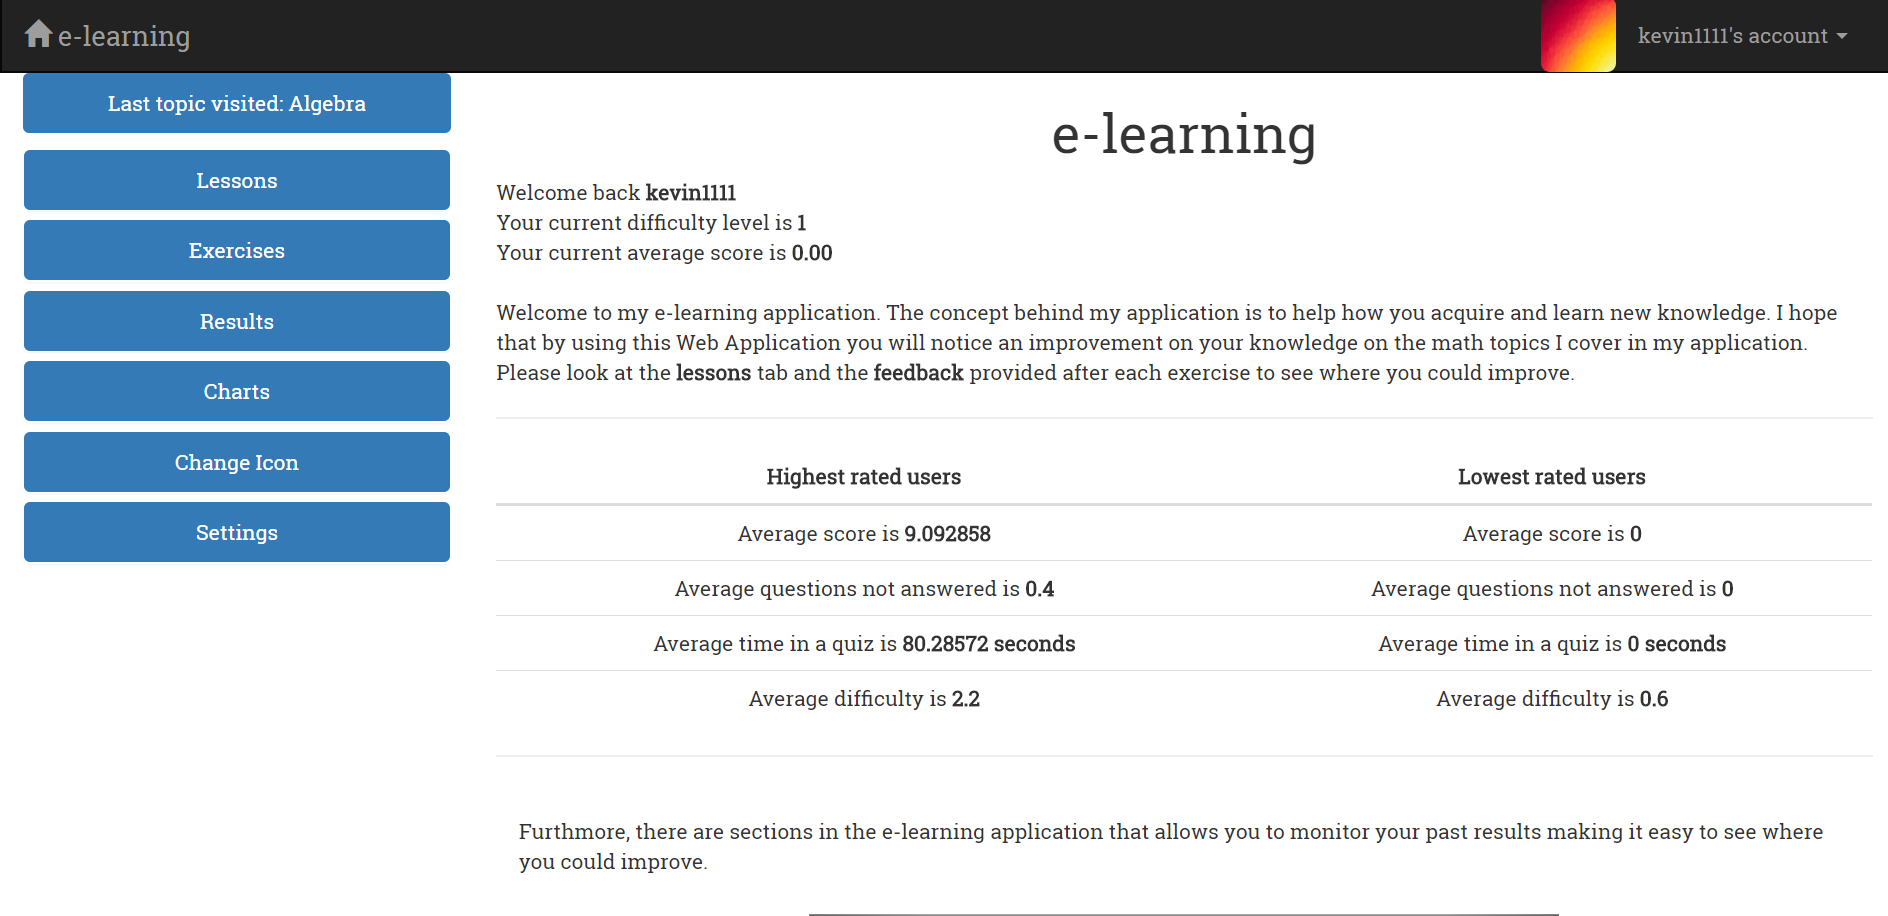 e-learning
kevin1111's account
Last topic visited: Algebra
Lessons
Exercises
Results
Charts
Change Icon
Settings
e-learning
Welcome back kevin1111
Your current difficulty level is 1
Your current average score is 0.00
Welcome to my e-learning application. The concept behind my application is to help how you acquire and learn new knowledge. I hope
that by using this Web Application you will notice an improvement on your knowledge on the math topics I cover in my application.
Please look at the lessons tab and the feedback provided after each exercise to see where you could improve.
Highest rated users
Lowest rated users
Average score is 9.092858
Average score is 0
Average questions not answered is 0.4
Average questions not answered is 0
Average time in a quiz is 80.28572 seconds
Average time in a quiz is 0 seconds
Average difficulty is 2.2
Average difficulty is 0.6
Furthmore, there are sections in the e-learning application that allows you to monitor your past results making it easy to see where
you could improve.